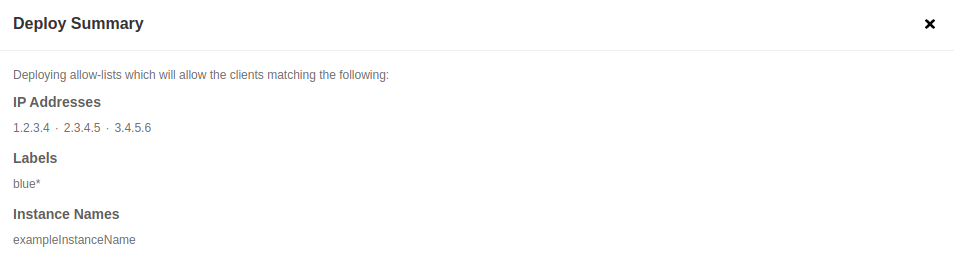 Deploy Summary
Deploying allow-lists which will allow the clients matching the following:
IP Addresses
1.2.3.4 · 2.3.4.5 · 3.4.5.6
Labels
blue*
Instance Names
exampleInstanceName